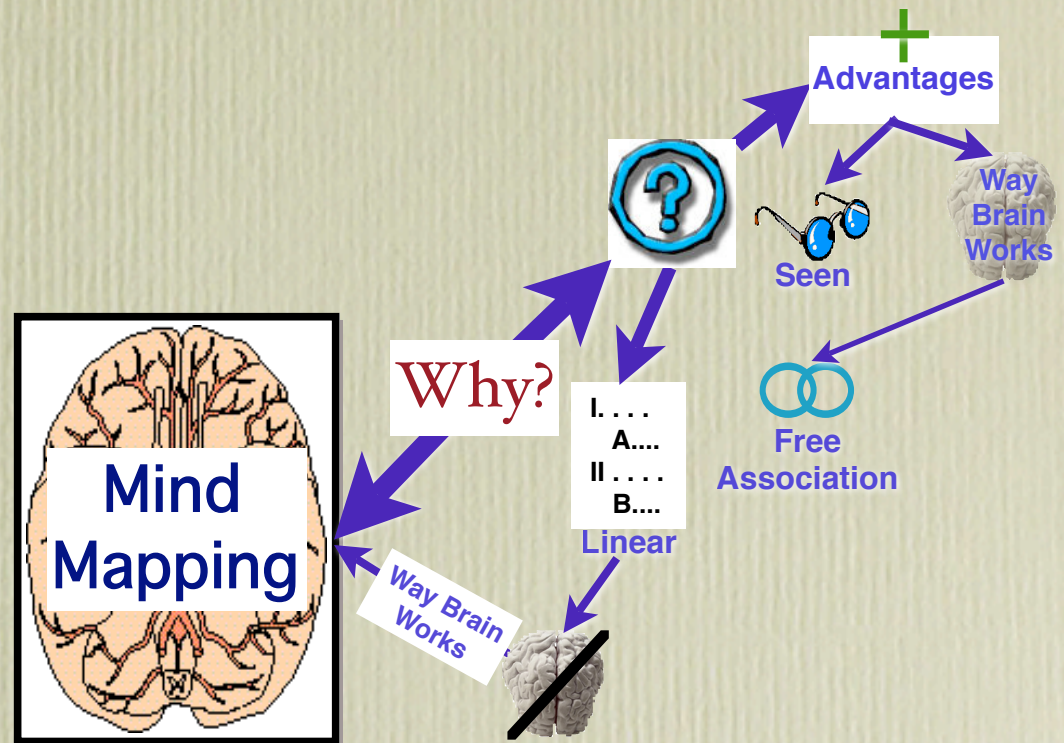 Advantages
?
Way
Brain
Works
Seen
Why?
I. . . .
A....
II . . . .
B....
Linear
Free
Association
Mind
Mapping
Way Brain
Works